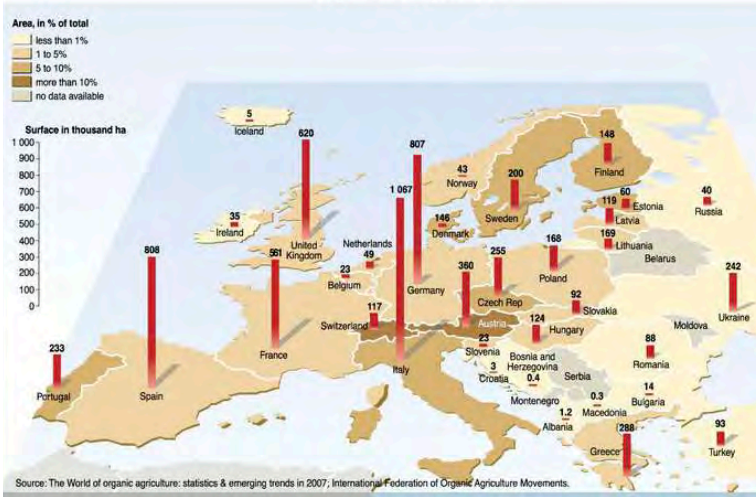 Area, in % of total
less than 1%
1 to 5%
5 to 10%
more than 10%
no data available
Surface in thousand ha
1 000
900
800
700
600
500
400
300
200
100
0
5
Iceland
620
United
Kingdom
35
Ireland
807
Germany
1 067
Italy
43
Norway
200
Sweden
148
Finland
146
Denmark
60
Estonia
119
Latvia
169
Lithuania
40
Russia
Belarus
Netherlands
49
23
Belgium
561
France
808
Spain
233
Portugal
117
Switzerland
360
Austria
255
Czech Rep
168
Poland
92
Slovakia
124
Hungary
23
Slovenia
3
Croatia
Bosnia and
Herzegovina
0.4
Montenegro
Serbia
1.2
Albania
0.3
Macedonia
88
Romania
14
Bulgaria
Moldova
242
Ukraine
288
Greece
93
Turkey
Source: The World of organic agriculture: statistics & emerging trends in 2007; International Federation of Organic Agriculture Movements.